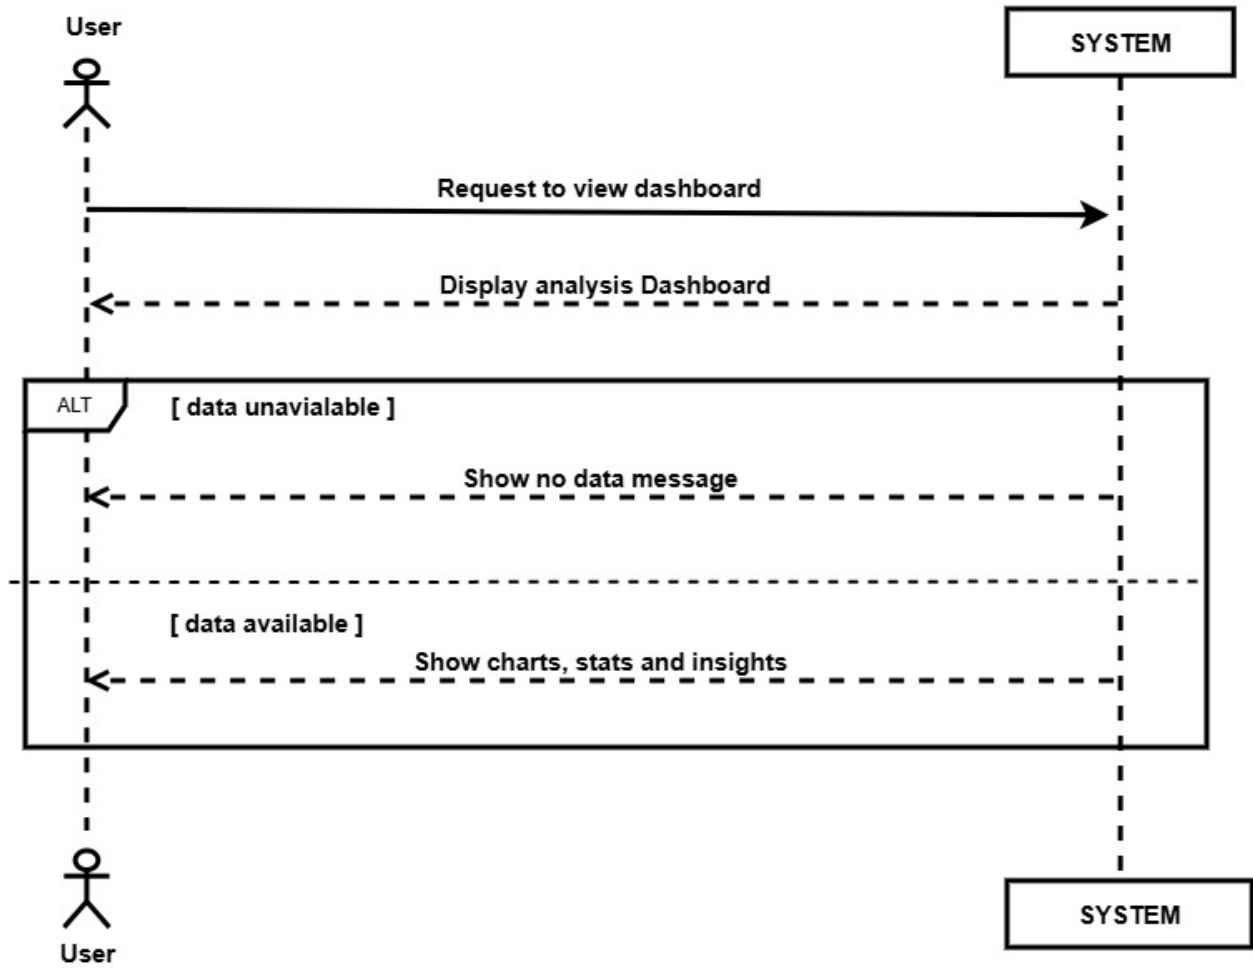 User
SYSTEM
Request to view dashboard
Display analysis Dashboard
ALT
[ data unavialable ]
Show no data message
[ data available ]
Show charts, stats and insights
User
SYSTEM